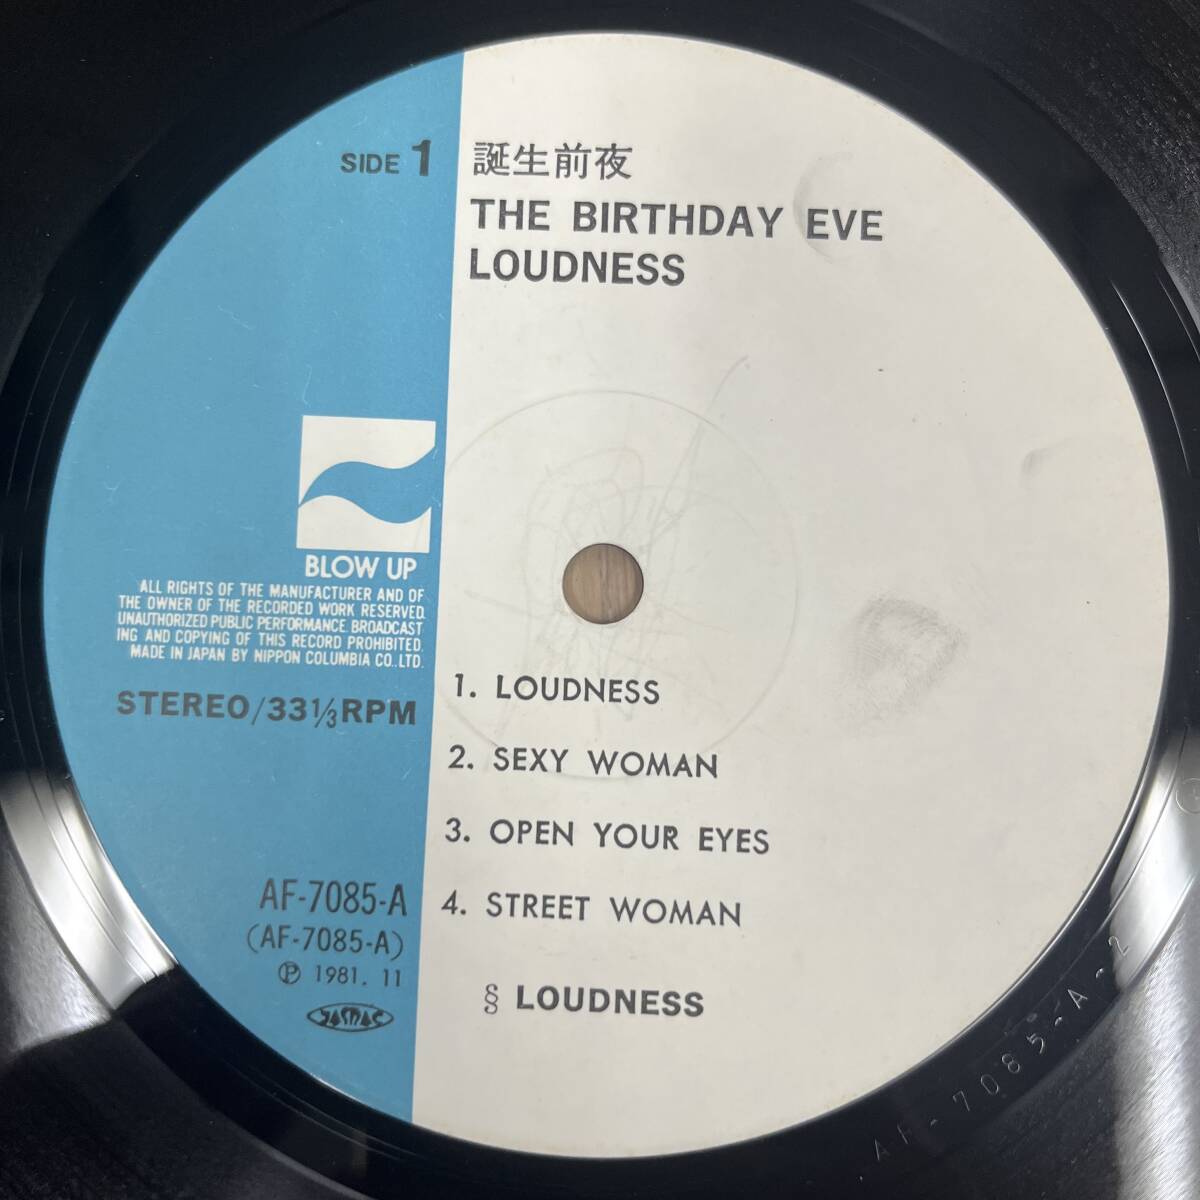 SIDE 1
誕生前夜
THE BIRTHDAY EVE
LOUDNESS
BLOW UP
ALL RIGHTS OF THE MANUFACTURER AND OF
THE OWNER OF THE RECORDED WORK RESERVED.
UNAUTHORIZED PUBLIC PERFORMANCE. BROADCAST
ING AND COPYING OF THIS RECORD PROHIBITED.
MADE IN JAPAN BY NIPPON COLUMBIA CO., LTD.
STEREO/33⅓RPM
1. LOUDNESS
2. SEXY WOMAN
3. OPEN YOUR EYES
4. STREET WOMAN
§ LOUDNESS
AF-7085-A
(AF-7085-A)
Ⓟ 1981. 11
JASRAC
AF-7085-A-2